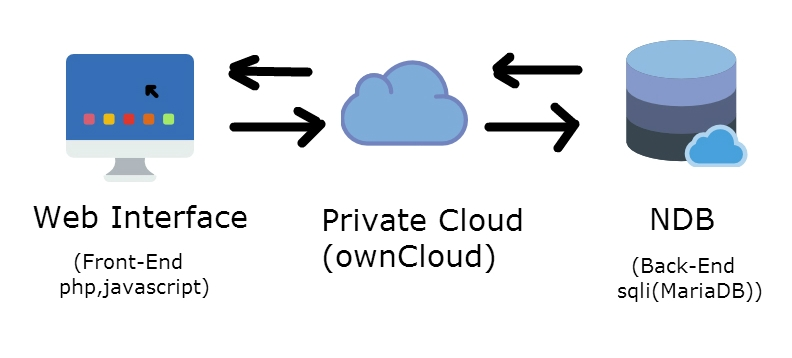 Web Interface
(Front-End
php,javascript)
Private Cloud
(ownCloud)
NDB
(Back-End
sqli(MariaDB))